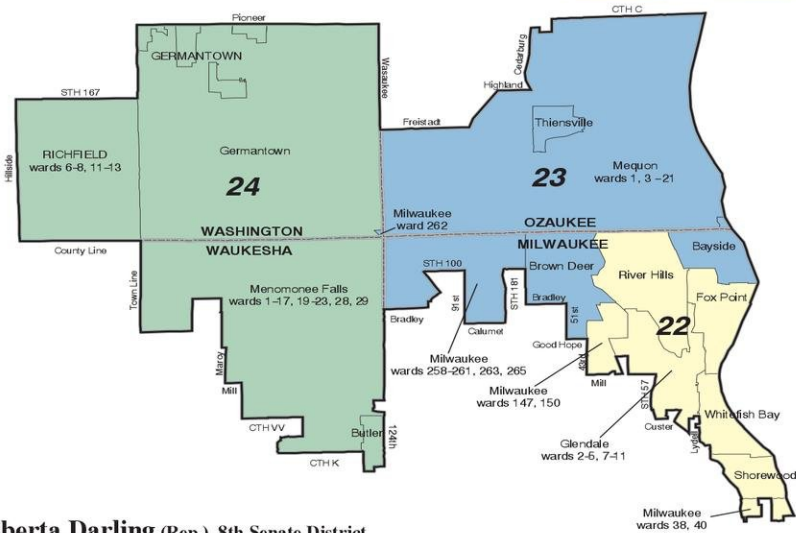 CTH C
Pioneer
Cedarburg
GERMANTOWN
Wasaukee
Highland
STH 167
Freistadt
Thiensville
RICHFIELD
wards 6-8, 11-13
Hillside
Germantown
24
23
Mequon
wards 1, 3 -21
Milwaukee
ward 262
WASHINGTON
OZAUKEE
County Line
WAUKESHA
MILWAUKEE
Bayside
Town Line
STH 100
Brown Deer
River Hills
Menomonee Falls
wards 1-17, 19-23, 28, 29
91st
STH 181
Bradley
Fox Point
Bradley
51st
22
Calumet
Good Hope
Marcy
Milwaukee
wards 258-261, 263, 265
43rd
Mill
Mill
Milwaukee
wards 147, 150
STH 57
CTH VV
Butler
124th
Custer
Lydell
Whitefish Bay
Glendale
wards 2-5, 7-11
CTH K
Shorewood
Milwaukee
wards 38, 40
berta Darling (Rep.), 8th Senate District